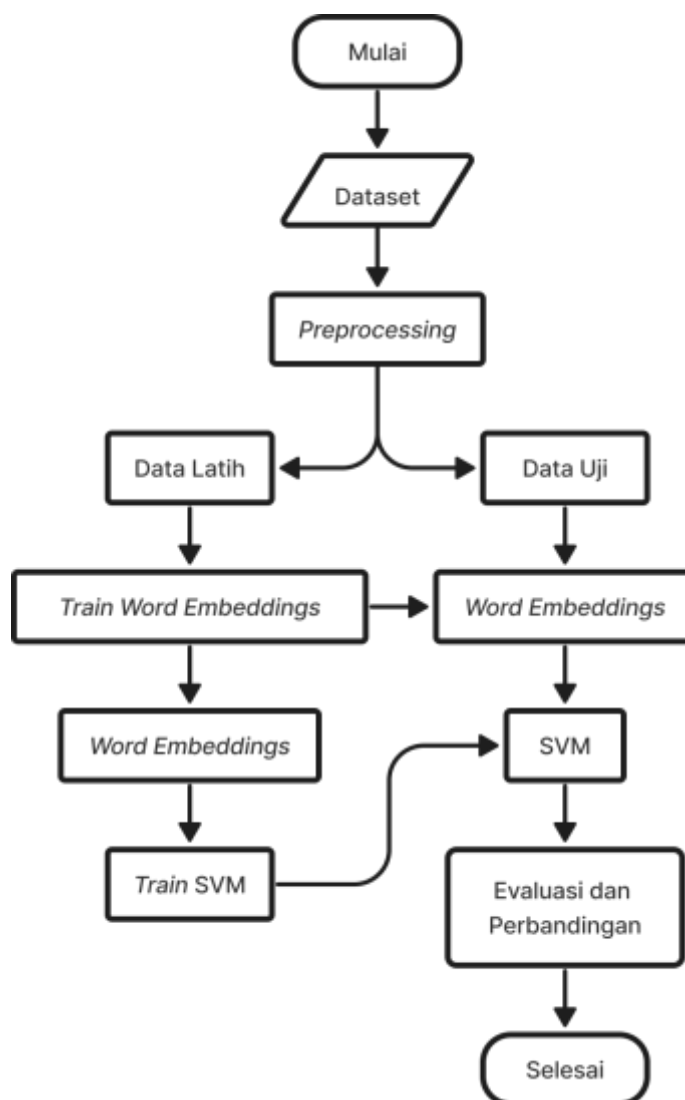 Mulai
Dataset
Preprocessing
Data Latih
Data Uji
Train Word Embeddings
Word Embeddings
Word Embeddings
SVM
Train SVM
Evaluasi dan
Perbandingan
Selesai